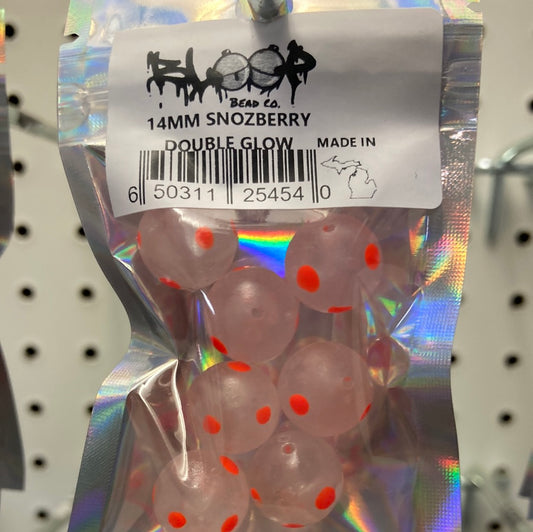 BLOOP
BEAD CO.
14MM SNOZBERRY
DOUBLE GLOW MADE IN
6 50311 25454 0